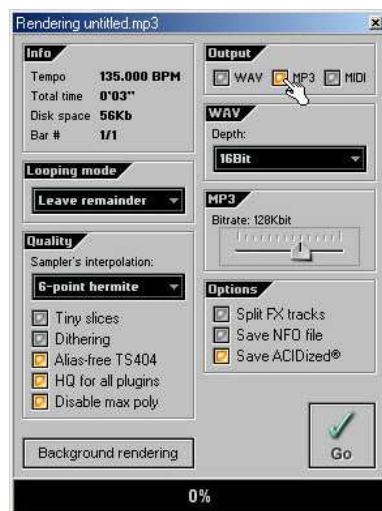 Rendering untitled.mp3
Info
Tempo 135.000 BPM
Total time 0'03"
Disk space 56Kb
Bar # 1/1
Looping mode
Leave remainder
Quality
Sampler's interpolation:
6-point hermite
Tiny slices
Dithering
Alias-free TS404
HQ for all plugins
Disable max poly
Background rendering
Output
WAV MP3 MIDI
WAV
Depth:
16Bit
MP3
Bitrate: 128Kbit
Options
Split FX tracks
Save NFO file
Save ACIDized®
Go
0%